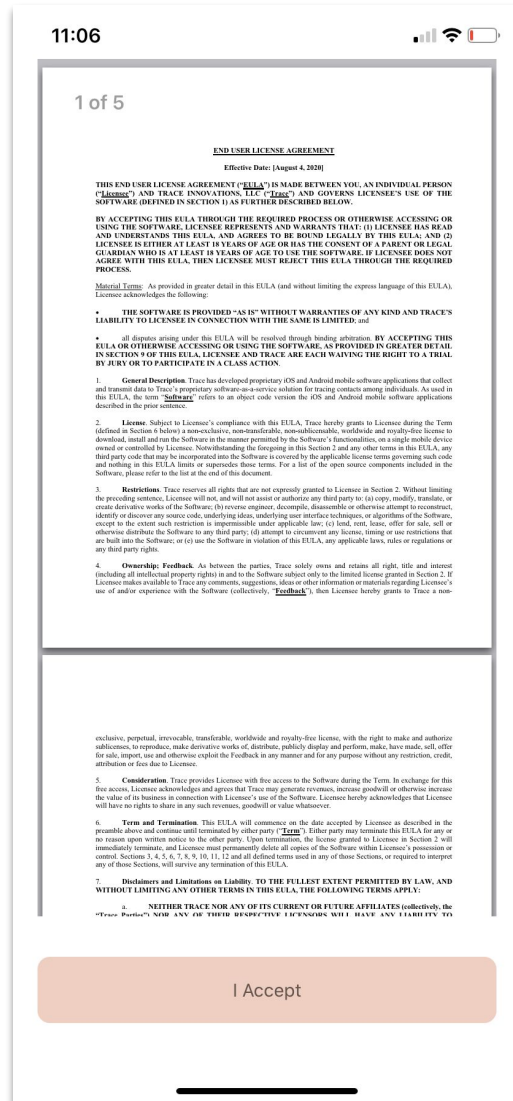 11:06
1 of 5
END USER LICENSE AGREEMENT
Effective Date: [August 4, 2020]
THIS END USER LICENSE AGREEMENT (“EULA”) IS MADE BETWEEN YOU, AN INDIVIDUAL PERSON
(“Licensee”) AND TRACE INNOVATIONS, LLC (“Trace”) AND GOVERNS LICENSEE’S USE OF THE
SOFTWARE (DEFINED IN SECTION 1) AS FURTHER DESCRIBED BELOW.
BY ACCEPTING THIS EULA THROUGH THE REQUIRED PROCESS OR OTHERWISE ACCESSING OR
USING THE SOFTWARE, LICENSEE REPRESENTS AND WARRANTS THAT: (1) LICENSEE HAS READ
AND UNDERSTANDS THIS EULA, AND AGREES TO BE BOUND LEGALLY BY THIS EULA; AND (2)
LICENSEE IS EITHER AT LEAST 18 YEARS OF AGE OR HAS THE CONSENT OF A PARENT OR LEGAL
GUARDIAN WHO IS AT LEAST 18 YEARS OF AGE TO USE THE SOFTWARE. IF LICENSEE DOES NOT
AGREE WITH THIS EULA, THEN LICENSEE MUST REJECT THIS EULA THROUGH THE REQUIRED
PROCESS.
Material Terms: As provided in greater detail in this EULA (and without limiting the express language of this EULA),
Licensee acknowledges the following:
• THE SOFTWARE IS PROVIDED “AS IS” WITHOUT WARRANTIES OF ANY KIND AND TRACE’S
LIABILITY TO LICENSEE IN CONNECTION WITH THE SAME IS LIMITED; and
• all disputes arising under this EULA will be resolved through binding arbitration. BY ACCEPTING THIS
EULA OR OTHERWISE ACCESSING OR USING THE SOFTWARE, AS PROVIDED IN GREATER DETAIL
IN SECTION 9 OF THIS EULA, LICENSEE AND TRACE ARE EACH WAIVING THE RIGHT TO A TRIAL
BY JURY OR TO PARTICIPATE IN A CLASS ACTION.
1. General Description. Trace has developed proprietary iOS and Android mobile software applications that collect
and transmit data to Trace’s proprietary software-as-a-service solution for tracing contacts among individuals. As used in
this EULA, the term “Software” refers to an object code version the iOS and Android mobile software applications
described in the prior sentence.
2. License. Subject to Licensee’s compliance with this EULA, Trace hereby grants to Licensee during the Term
(defined in Section 6 below) a non-exclusive, non-transferable, non-sublicensable, worldwide and royalty-free license to
download, install and run the Software in the manner permitted by the Software’s functionalities, on a single mobile device
owned or controlled by Licensee. Notwithstanding the foregoing in this Section 2 and any other terms in this EULA, any
third party code that may be incorporated into the Software is covered by the applicable license terms governing such code
and nothing in this EULA limits or supersedes those terms. For a list of the open source components included in the
Software, please refer to the list at the end of this document.
3. Restrictions. Trace reserves all rights that are not expressly granted to Licensee in Section 2. Without limiting
the preceding sentence, Licensee will not, and will not assist or authorize any third party to: (a) copy, modify, translate, or
create derivative works of the Software; (b) reverse engineer, decompile, disassemble or otherwise attempt to reconstruct,
identify or discover any source code, underlying ideas, underlying user interface techniques, or algorithms of the Software,
except to the extent such restriction is impermissible under applicable law; (c) lend, rent, lease, offer for sale, sell or
otherwise distribute the Software to any third party; (d) attempt to circumvent any license, timing or use restrictions that
are built into the Software; or (e) use the Software in violation of this EULA, any applicable laws, rules or regulations or
any third party rights.
4. Ownership; Feedback. As between the parties, Trace solely owns and retains all right, title and interest
(including all intellectual property rights) in and to the Software subject only to the limited license granted in Section 2. If
Licensee makes available to Trace any comments, suggestions, ideas or other information or materials regarding Licensee’s
use of and/or experience with the Software (collectively, “Feedback”), then Licensee hereby grants to Trace a non-
exclusive, perpetual, irrevocable, transferable, worldwide and royalty-free license, with the right to make and authorize
sublicenses, to reproduce, make derivative works of, distribute, publicly display and perform, make, have made, sell, offer
for sale, import, use and otherwise exploit the Feedback in any manner and for any purpose without any restriction, credit,
attribution or fees due to Licensee.
5. Consideration. Trace provides Licensee with free access to the Software during the Term. In exchange for this
free access, Licensee acknowledges and agrees that Trace may generate revenues, increase goodwill or otherwise increase
the value of its business in connection with Licensee’s use of the Software. Licensee hereby acknowledges that Licensee
will have no rights to share in any such revenues, goodwill or value whatsoever.
6. Term and Termination. This EULA will commence on the date accepted by Licensee as described in the
preamble above and continue until terminated by either party (“Term”). Either party may terminate this EULA for any or
no reason upon written notice to the other party. Upon termination, the license granted to Licensee in Section 2 will
immediately terminate, and Licensee must permanently delete all copies of the Software within Licensee’s possession or
control. Sections 3, 4, 5, 6, 7, 8, 9, 10, 11, 12 and all defined terms used in any of those Sections, or required to interpret
any of those Sections, will survive any termination of this EULA.
7. Disclaimers and Limitations on Liability. TO THE FULLEST EXTENT PERMITTED BY LAW, AND
WITHOUT LIMITING ANY OTHER TERMS IN THIS EULA, THE FOLLOWING TERMS APPLY:
a. NEITHER TRACE NOR ANY OF ITS CURRENT OR FUTURE AFFILIATES (collectively, the
“Trace Parties”) NOR ANY OF THEIR RESPECTIVE LICENSORS WILL HAVE ANY LIABILITY TO
I Accept